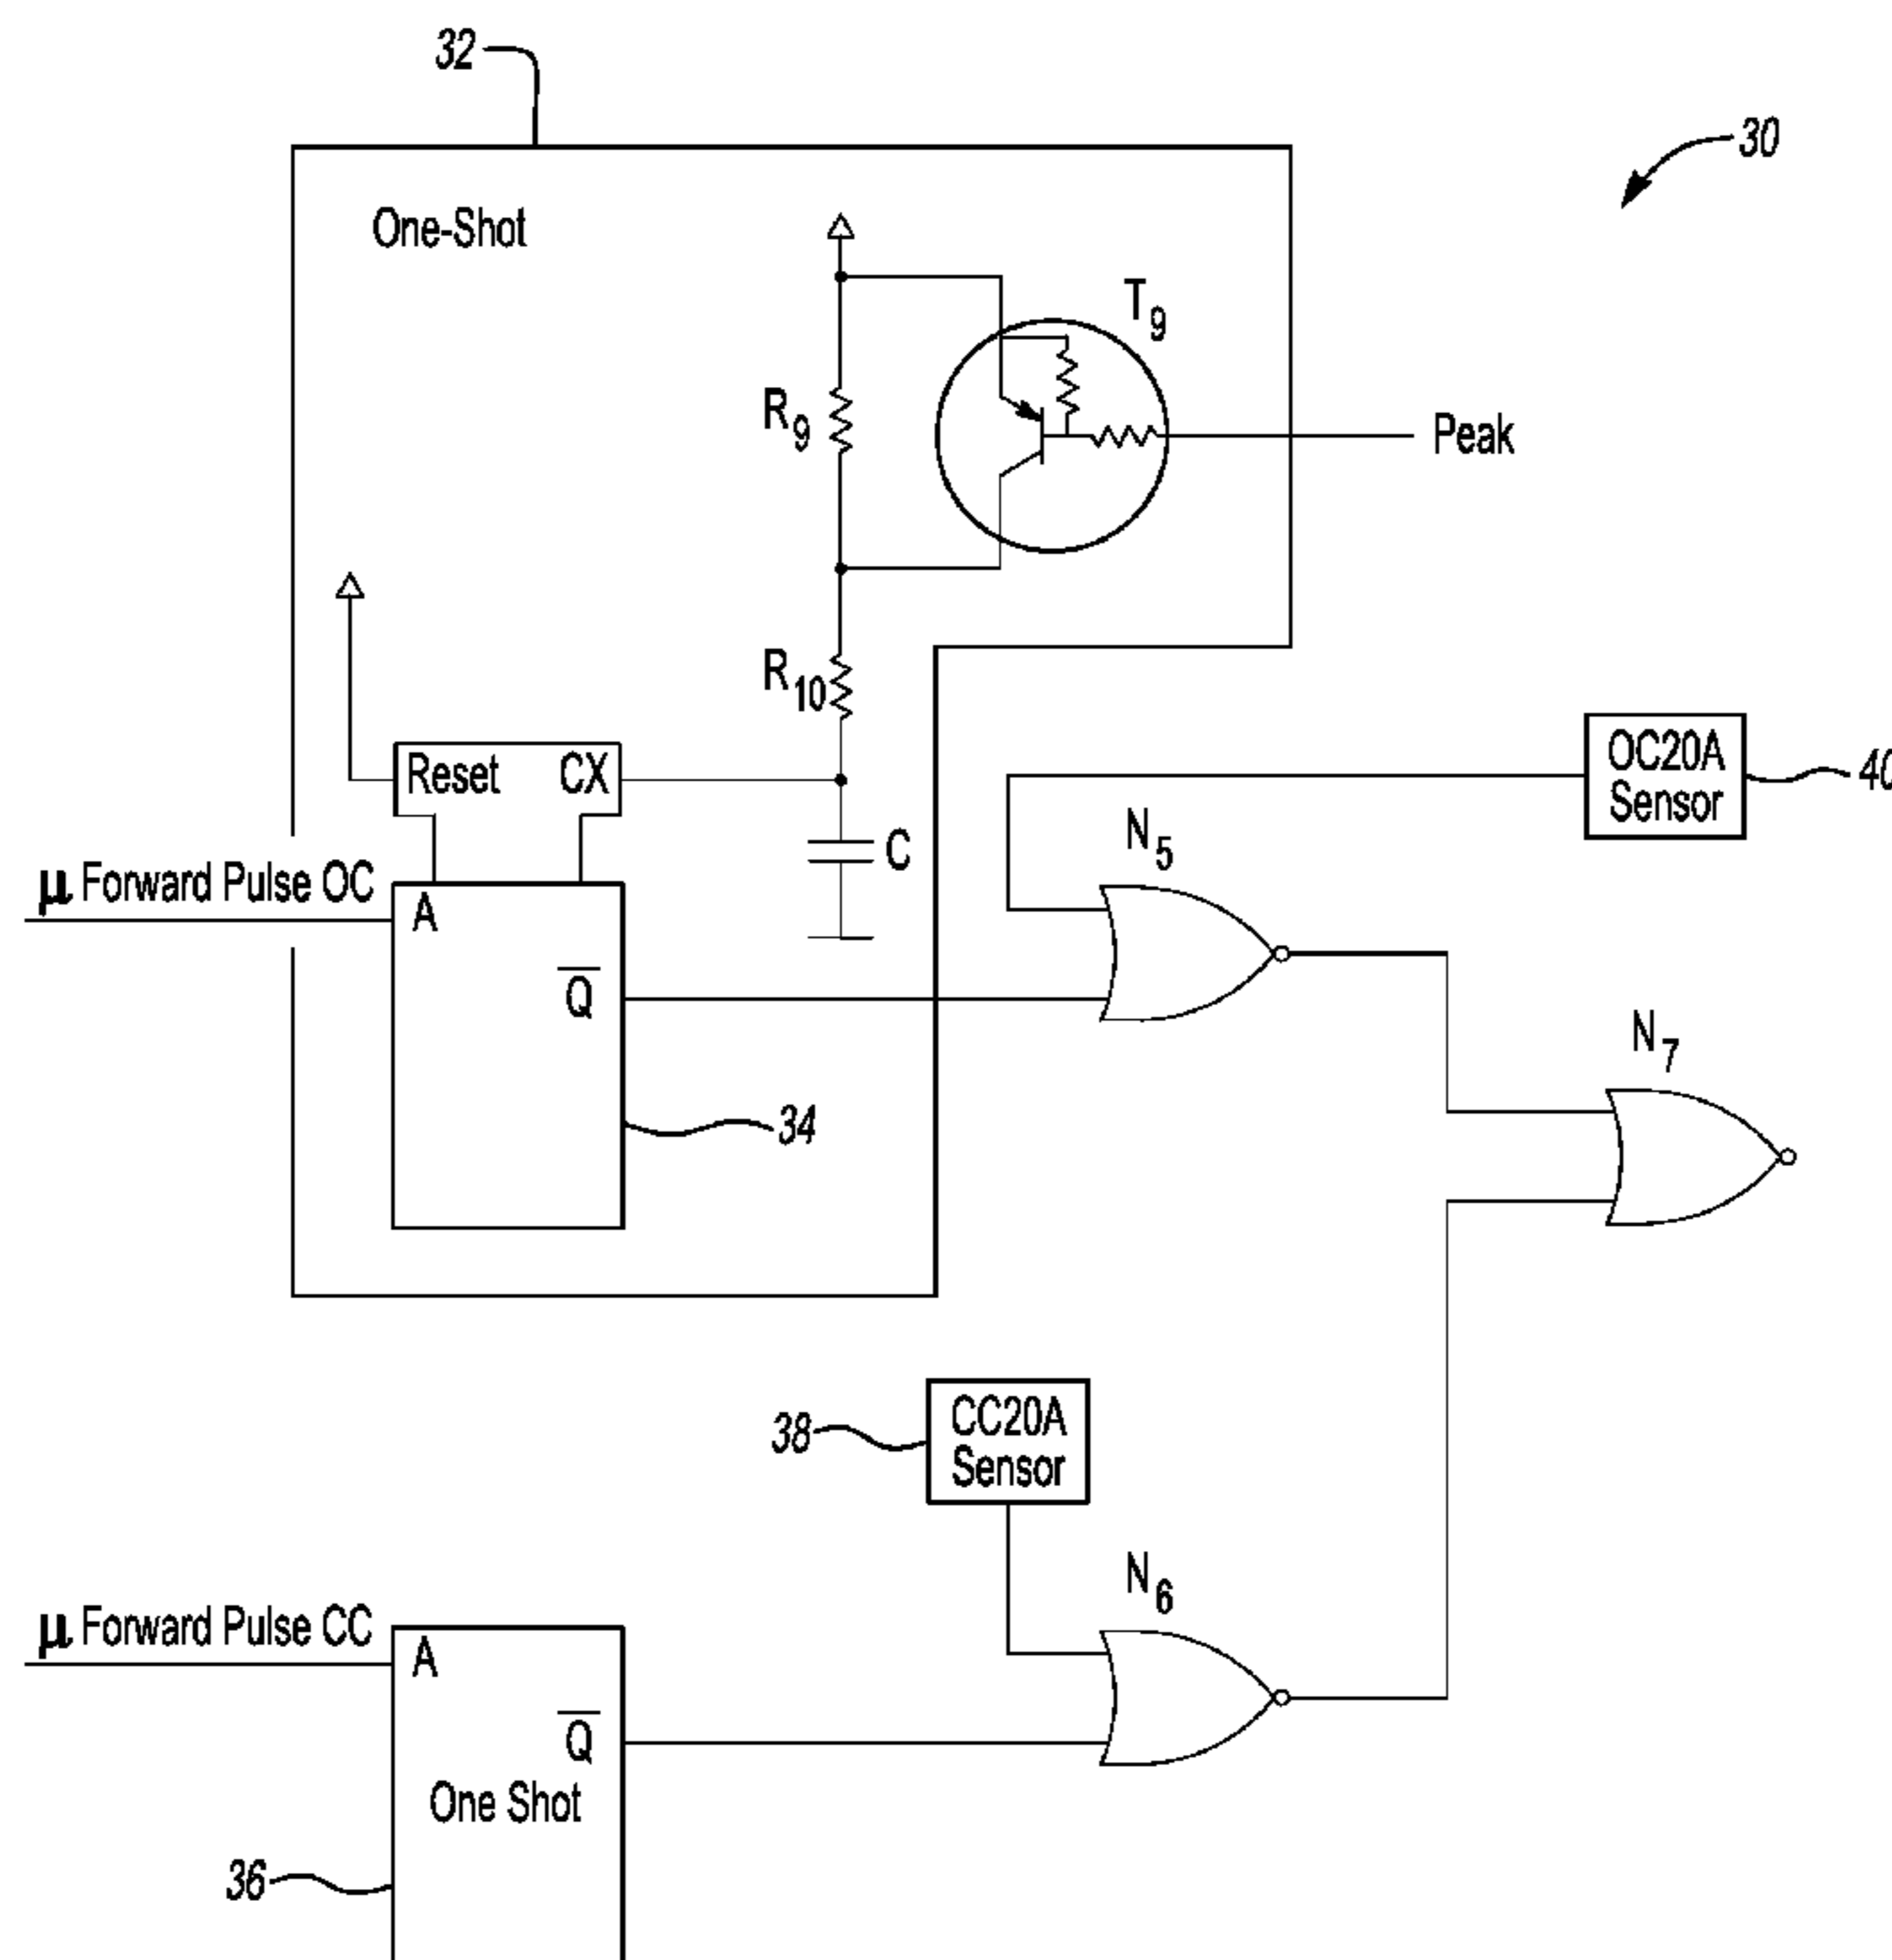 32
30
One-Shot
T9
R9
Peak
R10
Reset CX
OC20A
Sensor
40
N5
C
μ Forward Pulse OC
A
Q
N7
34
CC20A
Sensor
38
N6
μ Forward Pulse CC
A
Q
One Shot
36